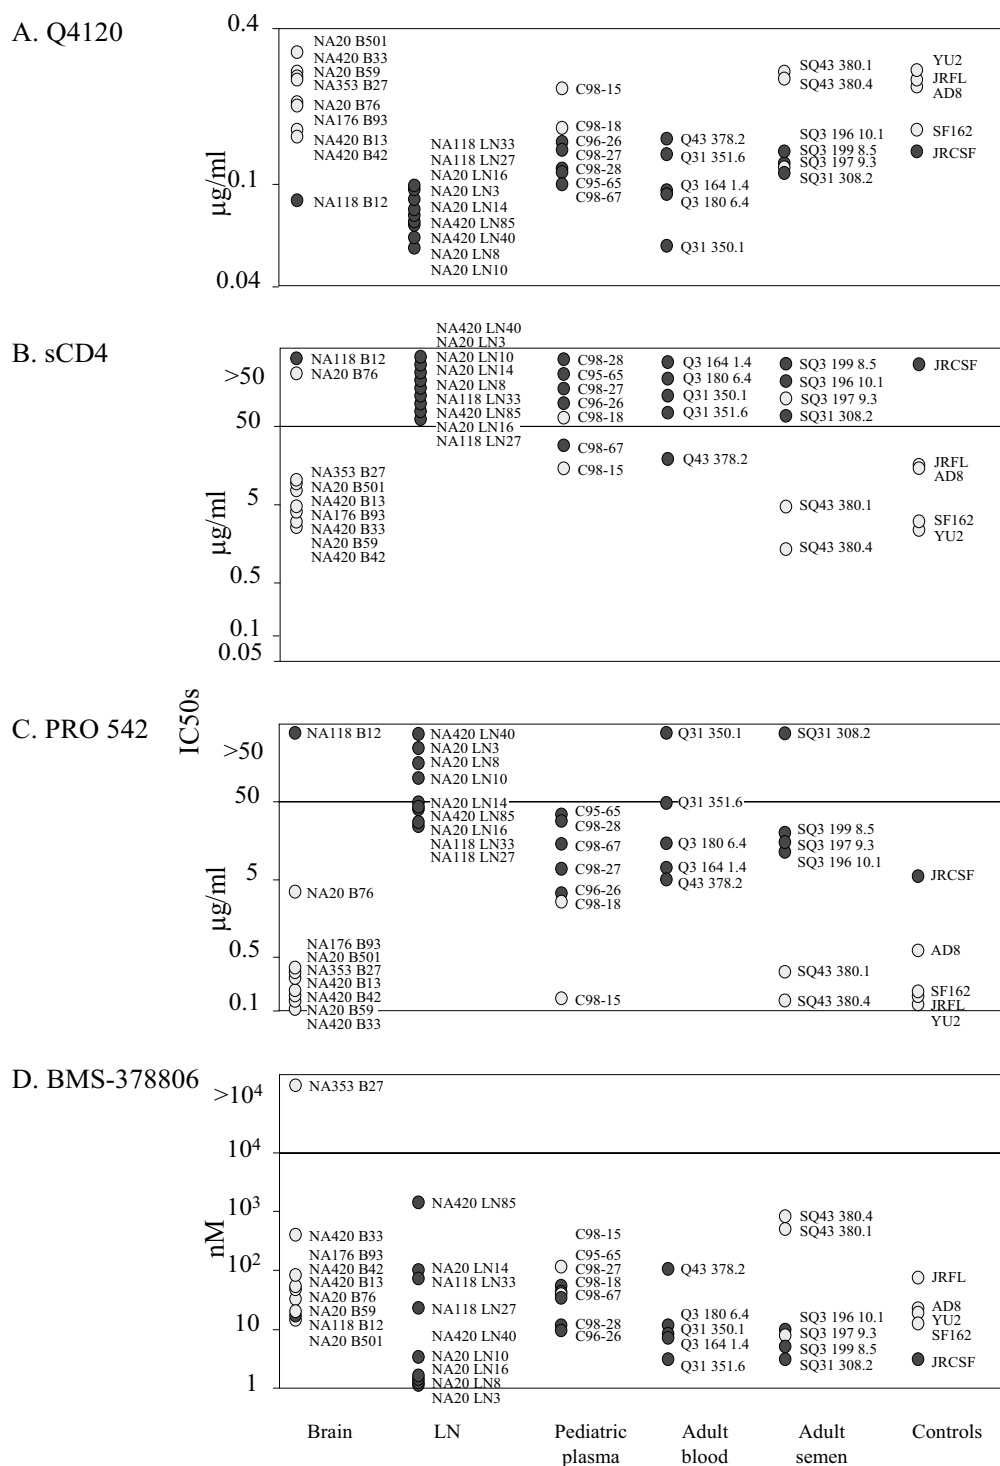 A. Q4120
0.4
0.1
0.04
µg/ml
NA20 B501
NA420 B33
NA20 B59
NA353 B27
NA20 B76
NA176 B93
NA420 B13
NA420 B42
NA118 B12
NA118 LN33
NA118 LN27
NA20 LN16
NA20 LN3
NA20 LN14
NA420 LN85
NA420 LN40
NA20 LN8
NA20 LN10
C98-15
C98-18
C96-26
C98-27
C98-28
C95-65
C98-67
Q43 378.2
Q31 351.6
Q3 164 1.4
Q3 180 6.4
Q31 350.1
SQ43 380.1
SQ43 380.4
SQ3 196 10.1
SQ3 199 8.5
SQ3 197 9.3
SQ31 308.2
YU2
JRFL
AD8
SF162
JRCSF
B. sCD4
>50
50
5
0.5
0.1
0.05
µg/ml
NA118 B12
NA20 B76
NA353 B27
NA20 B501
NA420 B13
NA176 B93
NA420 B33
NA20 B59
NA420 B42
NA420 LN40
NA20 LN3
NA20 LN10
NA20 LN14
NA20 LN8
NA118 LN33
NA420 LN85
NA20 LN16
NA118 LN27
C98-28
C95-65
C98-27
C96-26
C98-18
C98-67
C98-15
Q3 164 1.4
Q3 180 6.4
Q31 350.1
Q31 351.6
Q43 378.2
SQ3 199 8.5
SQ3 196 10.1
SQ3 197 9.3
SQ31 308.2
SQ43 380.1
SQ43 380.4
JRCSF
JRFL
AD8
SF162
YU2
IC50s
C. PRO 542
>50
50
5
0.5
0.1
µg/ml
NA118 B12
NA20 B76
NA176 B93
NA20 B501
NA353 B27
NA420 B13
NA420 B42
NA20 B59
NA420 B33
NA420 LN40
NA20 LN3
NA20 LN8
NA20 LN10
NA20 LN14
NA420 LN85
NA20 LN16
NA118 LN33
NA118 LN27
C95-65
C98-28
C98-67
C98-27
C96-26
C98-18
C98-15
Q31 350.1
Q31 351.6
Q3 180 6.4
Q3 164 1.4
Q43 378.2
SQ31 308.2
SQ3 199 8.5
SQ3 197 9.3
SQ3 196 10.1
SQ43 380.1
SQ43 380.4
JRCSF
AD8
SF162
JRFL
YU2
D. BMS-378806
>10⁴
10⁴
10³
10²
10
1
nM
NA353 B27
NA420 B33
NA176 B93
NA420 B42
NA420 B13
NA20 B76
NA20 B59
NA118 B12
NA20 B501
NA420 LN85
NA20 LN14
NA118 LN33
NA118 LN27
NA420 LN40
NA20 LN10
NA20 LN16
NA20 LN8
NA20 LN3
C98-15
C95-65
C98-27
C98-18
C98-67
C98-28
C96-26
Q43 378.2
Q3 180 6.4
Q31 350.1
Q3 164 1.4
Q31 351.6
SQ43 380.4
SQ43 380.1
SQ3 196 10.1
SQ3 197 9.3
SQ3 199 8.5
SQ31 308.2
JRFL
AD8
YU2
SF162
JRCSF
Brain
LN
Pediatric
plasma
Adult
blood
Adult
semen
Controls